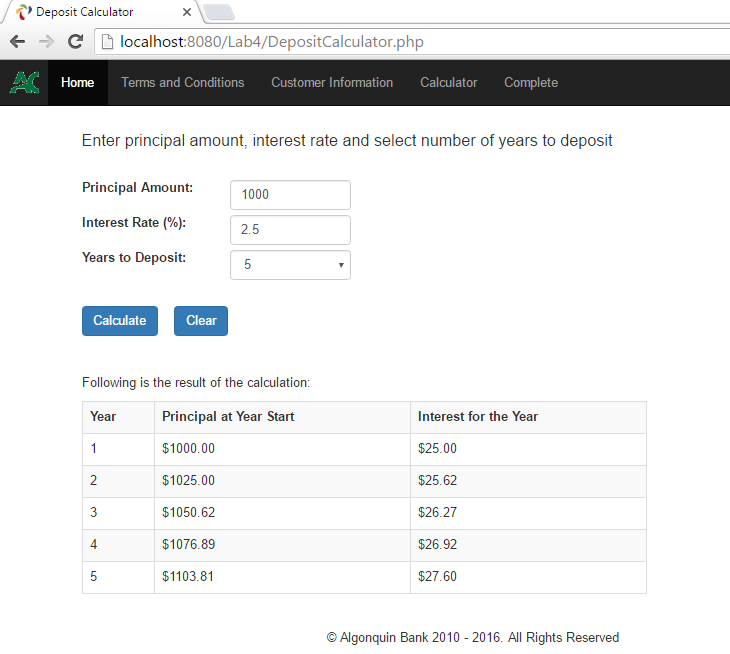 Deposit Calculator
localhost:8080/Lab4/DepositCalculator.php
AC Home Terms and Conditions Customer Information Calculator Complete
Enter principal amount, interest rate and select number of years to deposit
Principal Amount: 1000
Interest Rate (%): 2.5
Years to Deposit: 5
Calculate Clear
Following is the result of the calculation:
Year Principal at Year Start Interest for the Year
1 $1000.00 $25.00
2 $1025.00 $25.62
3 $1050.62 $26.27
4 $1076.89 $26.92
5 $1103.81 $27.60
© Algonquin Bank 2010 - 2016. All Rights Reserved